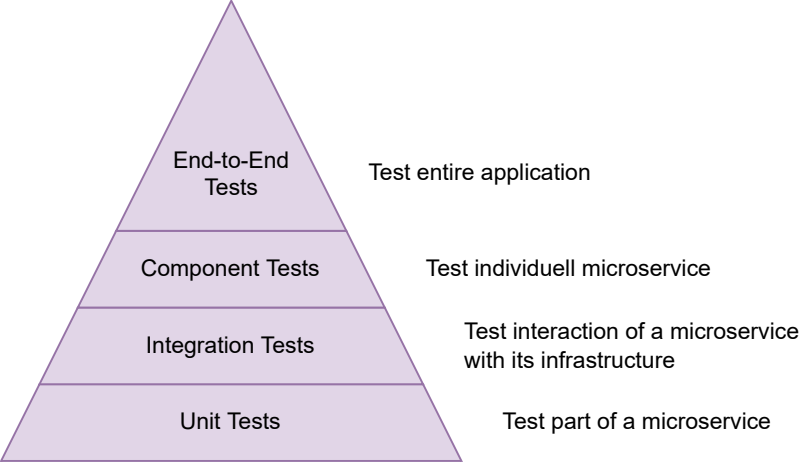 End-to-End
Tests
Test entire application
Component Tests
Test individuell microservice
Integration Tests
Test interaction of a microservice
with its infrastructure
Unit Tests
Test part of a microservice